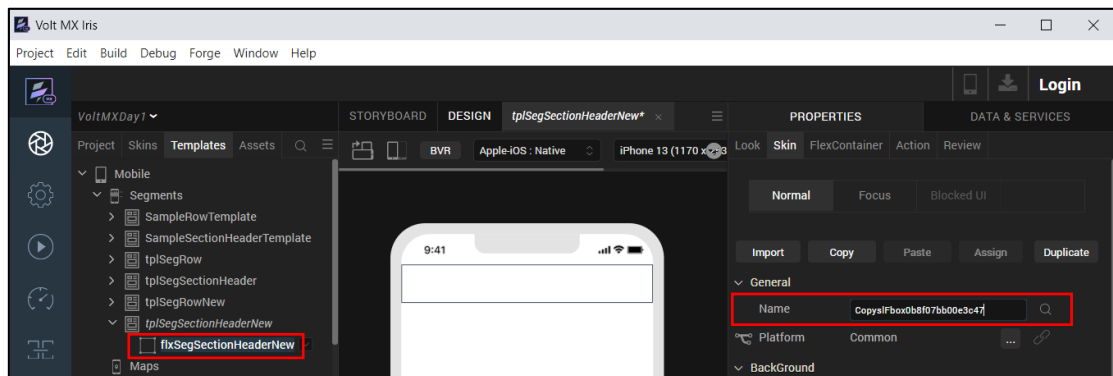 Volt MX Iris
Project Edit Build Debug Forge Window Help
Login
VoltMXDay1
STORYBOARD DESIGN tplSegSectionHeaderNew* ×
PROPERTIES DATA & SERVICES
Project Skins Templates Assets
BVR Apple-iOS : Native iPhone 13 (1170 x
Look Skin FlexContainer Action Review
Mobile
Segments
Normal Focus Blocked UI
SampleRowTemplate
SampleSectionHeaderTemplate
tplSegRow
9:41
Import Copy Paste Assign Duplicate
tplSegSectionHeader
General
tplSegRowNew
Name CopyslFbox0b8f07bb00e3c47
tplSegSectionHeaderNew
Platform Common ...
flxSegSectionHeaderNew
Maps
BackGround